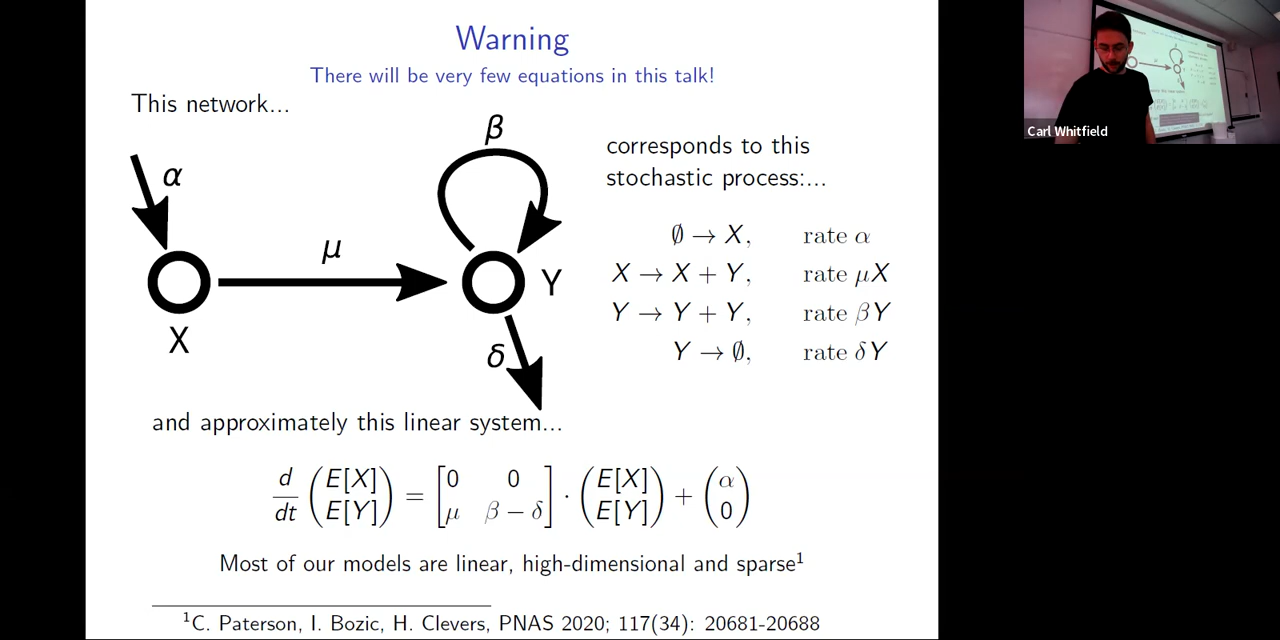 Warning
There will be very few equations in this talk!
This network...
α
μ
β
δ
X
Y
corresponds to this
stochastic process:...
∅ → X, rate α
X → X + Y, rate μX
Y → Y + Y, rate βY
Y → ∅, rate δY
and approximately this linear system...
d/dt (E[X] E[Y]) = [0 0 μ β − δ] · (E[X] E[Y]) + (α 0)
Most of our models are linear, high-dimensional and sparse¹
¹C. Paterson, I. Bozic, H. Clevers, PNAS 2020; 117(34): 20681-20688
Carl Whitfield